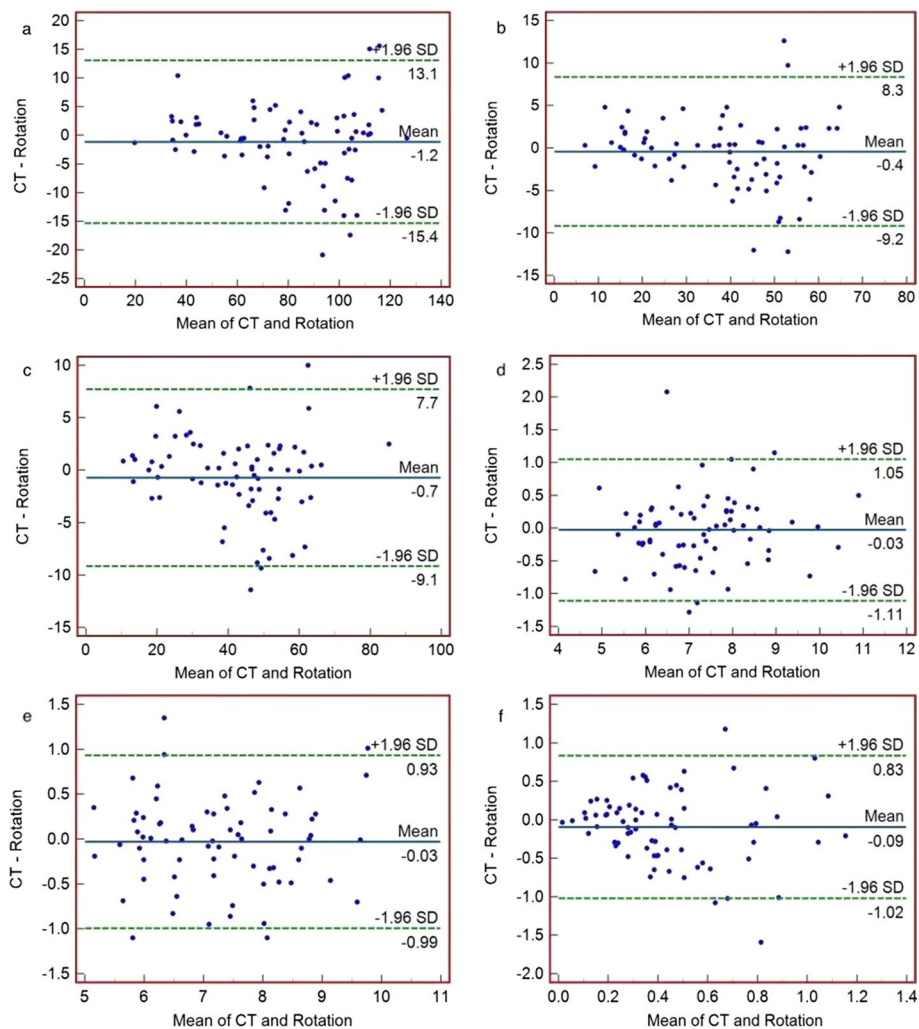 a
CT - Rotation
20
15
10
5
0
-5
-10
-15
-20
-25
+1.96 SD
13.1
Mean
-1.2
-1.96 SD
-15.4
0 20 40 60 80 100 120 140
Mean of CT and Rotation
b
CT - Rotation
15
10
5
0
-5
-10
-15
+1.96 SD
8.3
Mean
-0.4
-1.96 SD
-9.2
0 10 20 30 40 50 60 70 80
Mean of CT and Rotation
c
CT - Rotation
10
5
0
-5
-10
-15
+1.96 SD
7.7
Mean
-0.7
-1.96 SD
-9.1
0 20 40 60 80 100
Mean of CT and Rotation
d
CT - Rotation
2.5
2.0
1.5
1.0
0.5
0.0
-0.5
-1.0
-1.5
+1.96 SD
1.05
Mean
-0.03
-1.96 SD
-1.11
4 5 6 7 8 9 10 11 12
Mean of CT and Rotation
e
CT - Rotation
1.5
1.0
0.5
0.0
-0.5
-1.0
-1.5
+1.96 SD
0.93
Mean
-0.03
-1.96 SD
-0.99
5 6 7 8 9 10 11
Mean of CT and Rotation
f
CT - Rotation
1.5
1.0
0.5
0.0
-0.5
-1.0
-1.5
-2.0
+1.96 SD
0.83
Mean
-0.09
-1.96 SD
-1.02
0.0 0.2 0.4 0.6 0.8 1.0 1.2 1.4
Mean of CT and Rotation